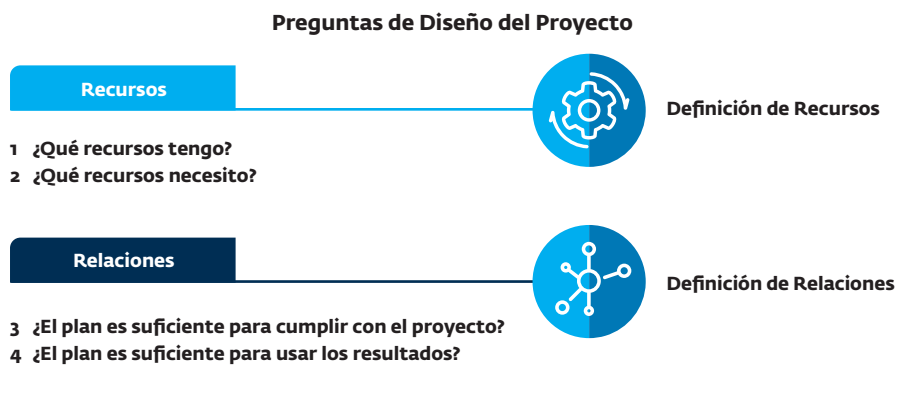 Preguntas de Diseño del Proyecto
Recursos
Definición de Recursos
1 ¿Qué recursos tengo?
2 ¿Qué recursos necesito?
Relaciones
Definición de Relaciones
3 ¿El plan es suficiente para cumplir con el proyecto?
4 ¿El plan es suficiente para usar los resultados?